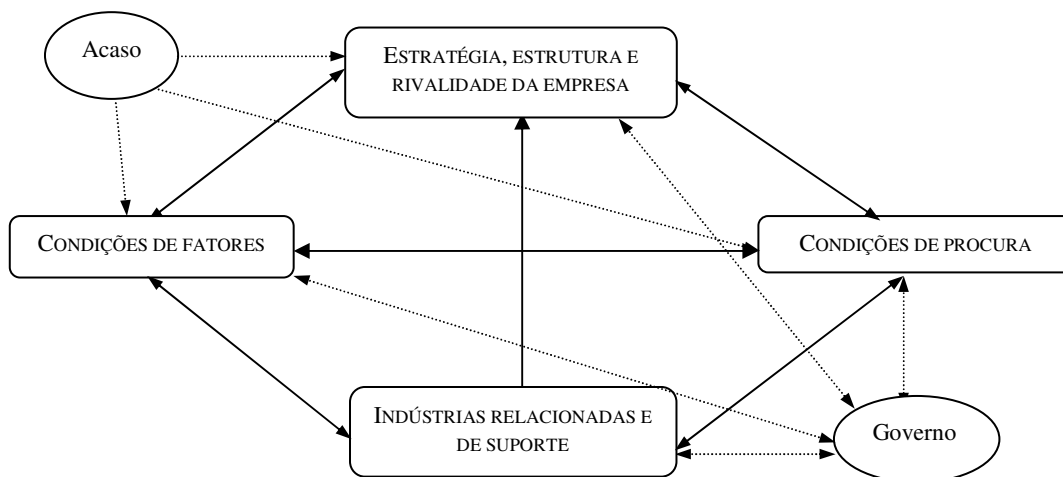 Acaso
ESTRATÉGIA, ESTRUTURA E
RIVALIDADE DA EMPRESA
CONDIÇÕES DE FATORES
CONDIÇÕES DE PROCURA
INDÚSTRIAS RELACIONADAS E
DE SUPORTE
Governo